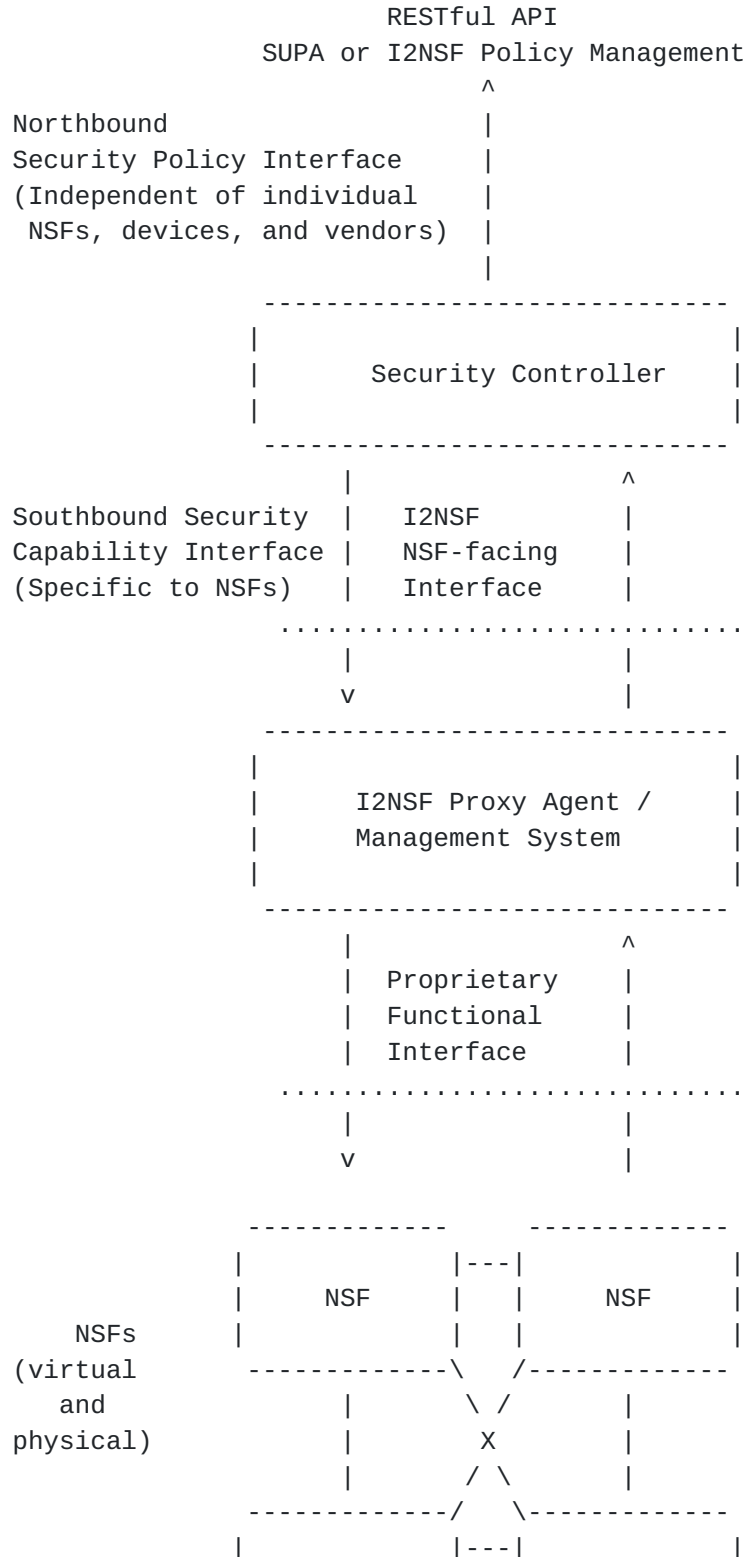 RESTful API
SUPA or I2NSF Policy Management
^
Northbound |
Security Policy Interface |
(Independent of individual |
NSFs, devices, and vendors) |
|
------------------------------
| |
| Security Controller |
| |
------------------------------
| ^
Southbound Security | I2NSF |
Capability Interface | NSF-facing |
(Specific to NSFs) | Interface |
..............................
| |
v |
------------------------------
| |
| I2NSF Proxy Agent / |
| Management System |
| |
------------------------------
| ^
| Proprietary |
| Functional |
| Interface |
..............................
| |
v |
------------- -------------
| |---| |
| NSF | | NSF |
NSFs | | | |
(virtual -------------\ /-------------
and | \ / |
physical) | X |
| / \ |
-------------/ \-------------
| |---| |